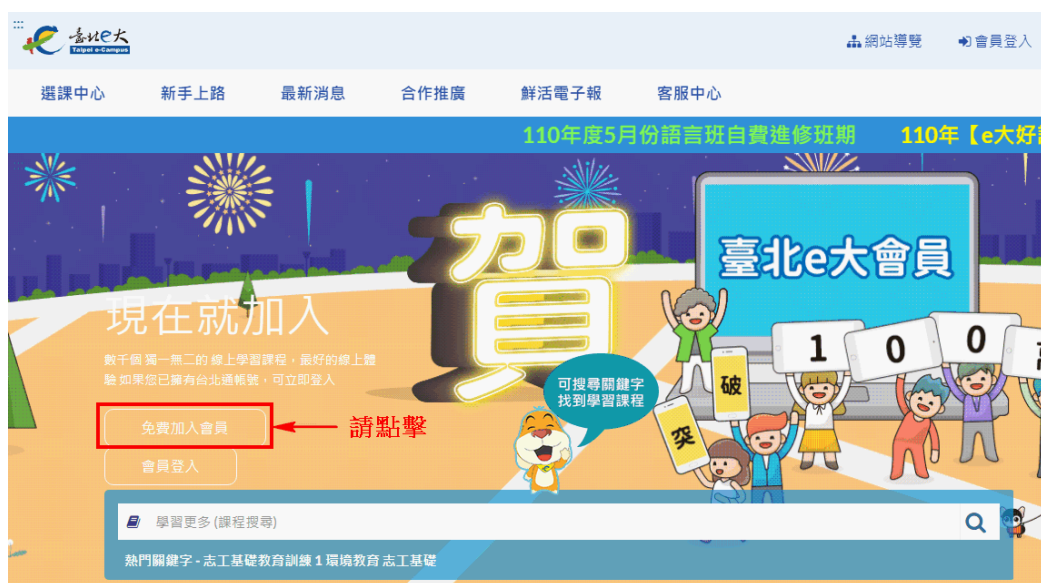 :::
臺北e大
Taipei e-Campus
網站導覽
會員登入
選課中心
新手上路
最新消息
合作推廣
鮮活電子報
客服中心
110年度5月份語言班自費進修班期
110年【e大好
賀
臺北e大會員
突
破
1
0
0
現在就加入
數千個 獨一無二的 線上學習課程，最好的線上體
驗 如果您已擁有台北通帳號，可立即登入
免費加入會員
請點擊
會員登入
可搜尋關鍵字
找到學習課程
學習更多 (課程搜尋)
熱門關鍵字 - 志工基礎教育訓練 1 環境教育 志工基礎